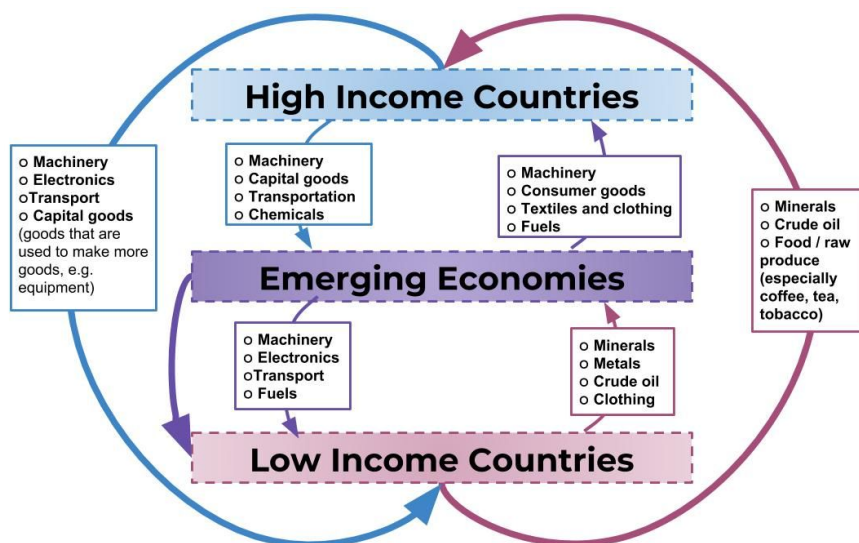 High Income Countries
o Machinery
o Electronics
oTransport
o Capital goods
(goods that are
used to make more
goods, e.g.
equipment)
o Machinery
o Capital goods
o Transportation
o Chemicals
o Machinery
o Consumer goods
o Textiles and clothing
o Fuels
o Minerals
o Crude oil
o Food / raw
produce
(especially
coffee, tea,
tobacco)
Emerging Economies
o Machinery
o Electronics
oTransport
o Fuels
o Minerals
o Metals
o Crude oil
o Clothing
Low Income Countries